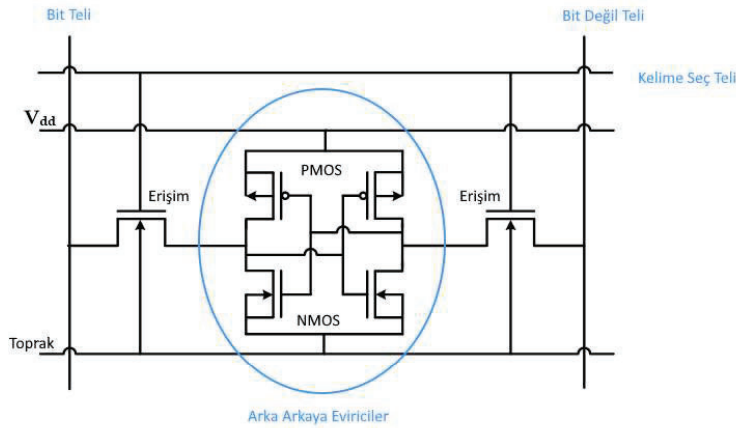 Bit Teli
Bit Değil Teli
Kelime Seç Teli
Vdd
PMOS
Erişim
Erişim
NMOS
Toprak
Arka Arkaya Eviriciler